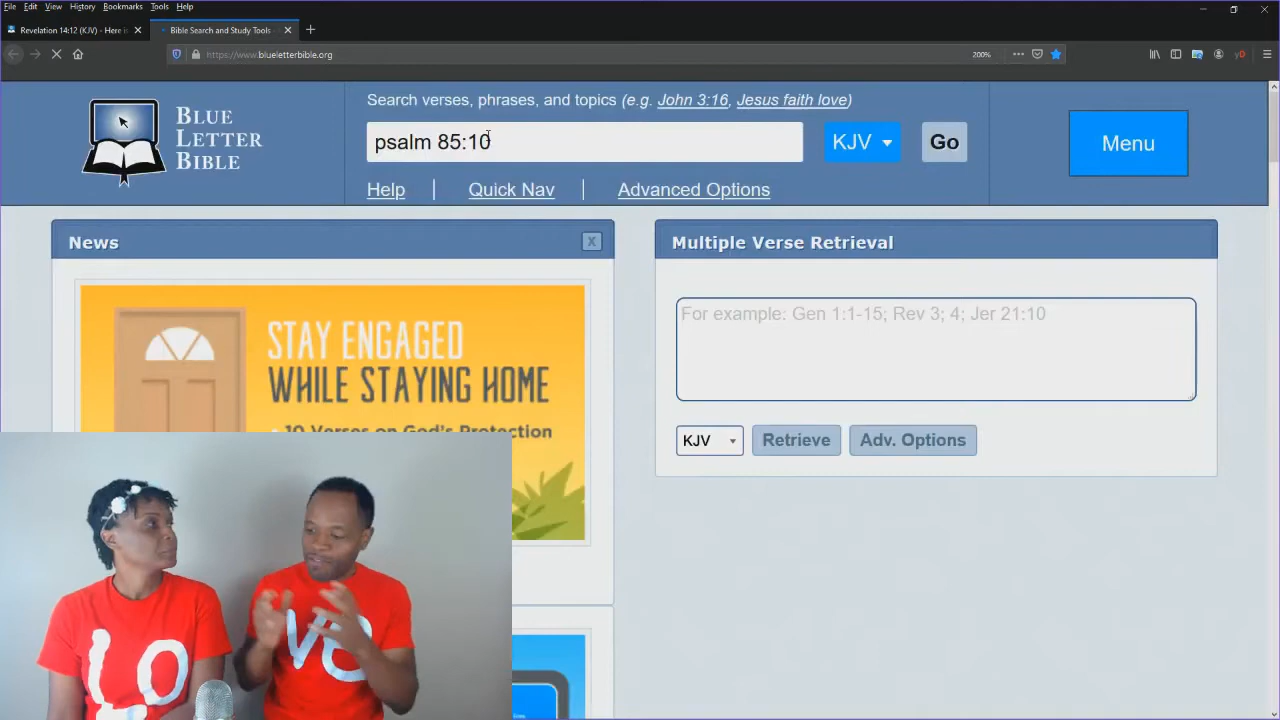 File Edit View History Bookmarks Tools Help
Revelation 14:12 (KJV) - Here is
Bible Search and Study Tools -
https://www.blueletterbible.org
200%
BLUE
LETTER
BIBLE
Search verses, phrases, and topics (e.g. John 3:16, Jesus faith love)
psalm 85:10
KJV
Go
Menu
Help | Quick Nav | Advanced Options
News
X
STAY ENGAGED
WHILE STAYING HOME
• 10 Verses on God's Protection
Multiple Verse Retrieval
For example: Gen 1:1-15; Rev 3; 4; Jer 21:10
KJV
Retrieve
Adv. Options
LO
VE